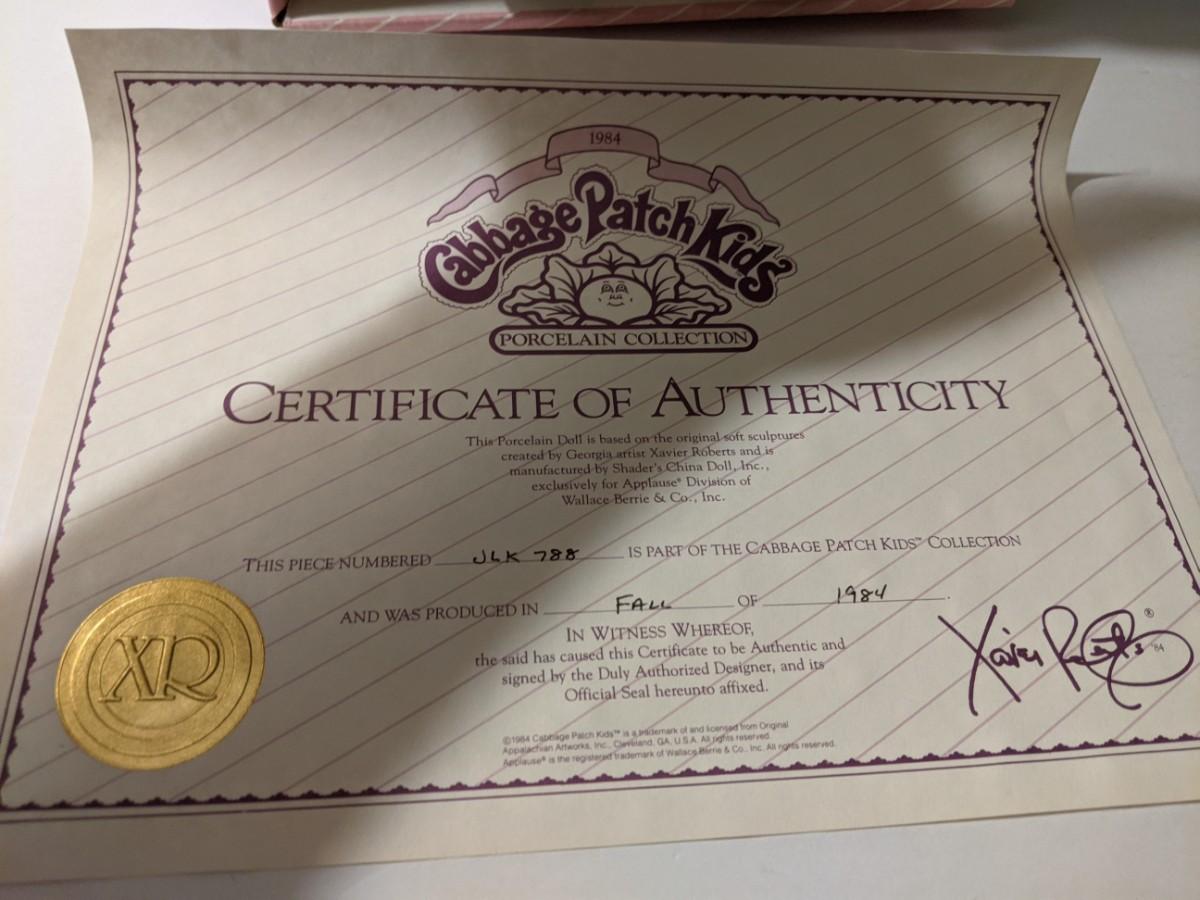 1984
Cabbage Patch Kids™
PORCELAIN COLLECTION
CERTIFICATE OF AUTHENTICITY
This Porcelain Doll is based on the original soft sculptures
created by Georgia artist Xavier Roberts and is
manufactured by Shader's China Doll, Inc.,
exclusively for Applause® Division of
Wallace Berrie & Co., Inc.
THIS PIECE NUMBERED JLK 788 IS PART OF THE CABBAGE PATCH KIDS™ COLLECTION
AND WAS PRODUCED IN FALL OF 1984.
IN WITNESS WHEREOF,
the said has caused this Certificate to be Authentic and
signed by the Duly Authorized Designer, and its
Official Seal hereunto affixed.
Xavier Roberts ® '84
XR
©1984 Cabbage Patch Kids™ is a trademark of and licensed from Original
Appalachian Artworks, Inc., Cleveland, GA, U.S.A. All rights reserved.
Applause® is the registered trademark of Wallace Berrie & Co., Inc. All rights reserved.